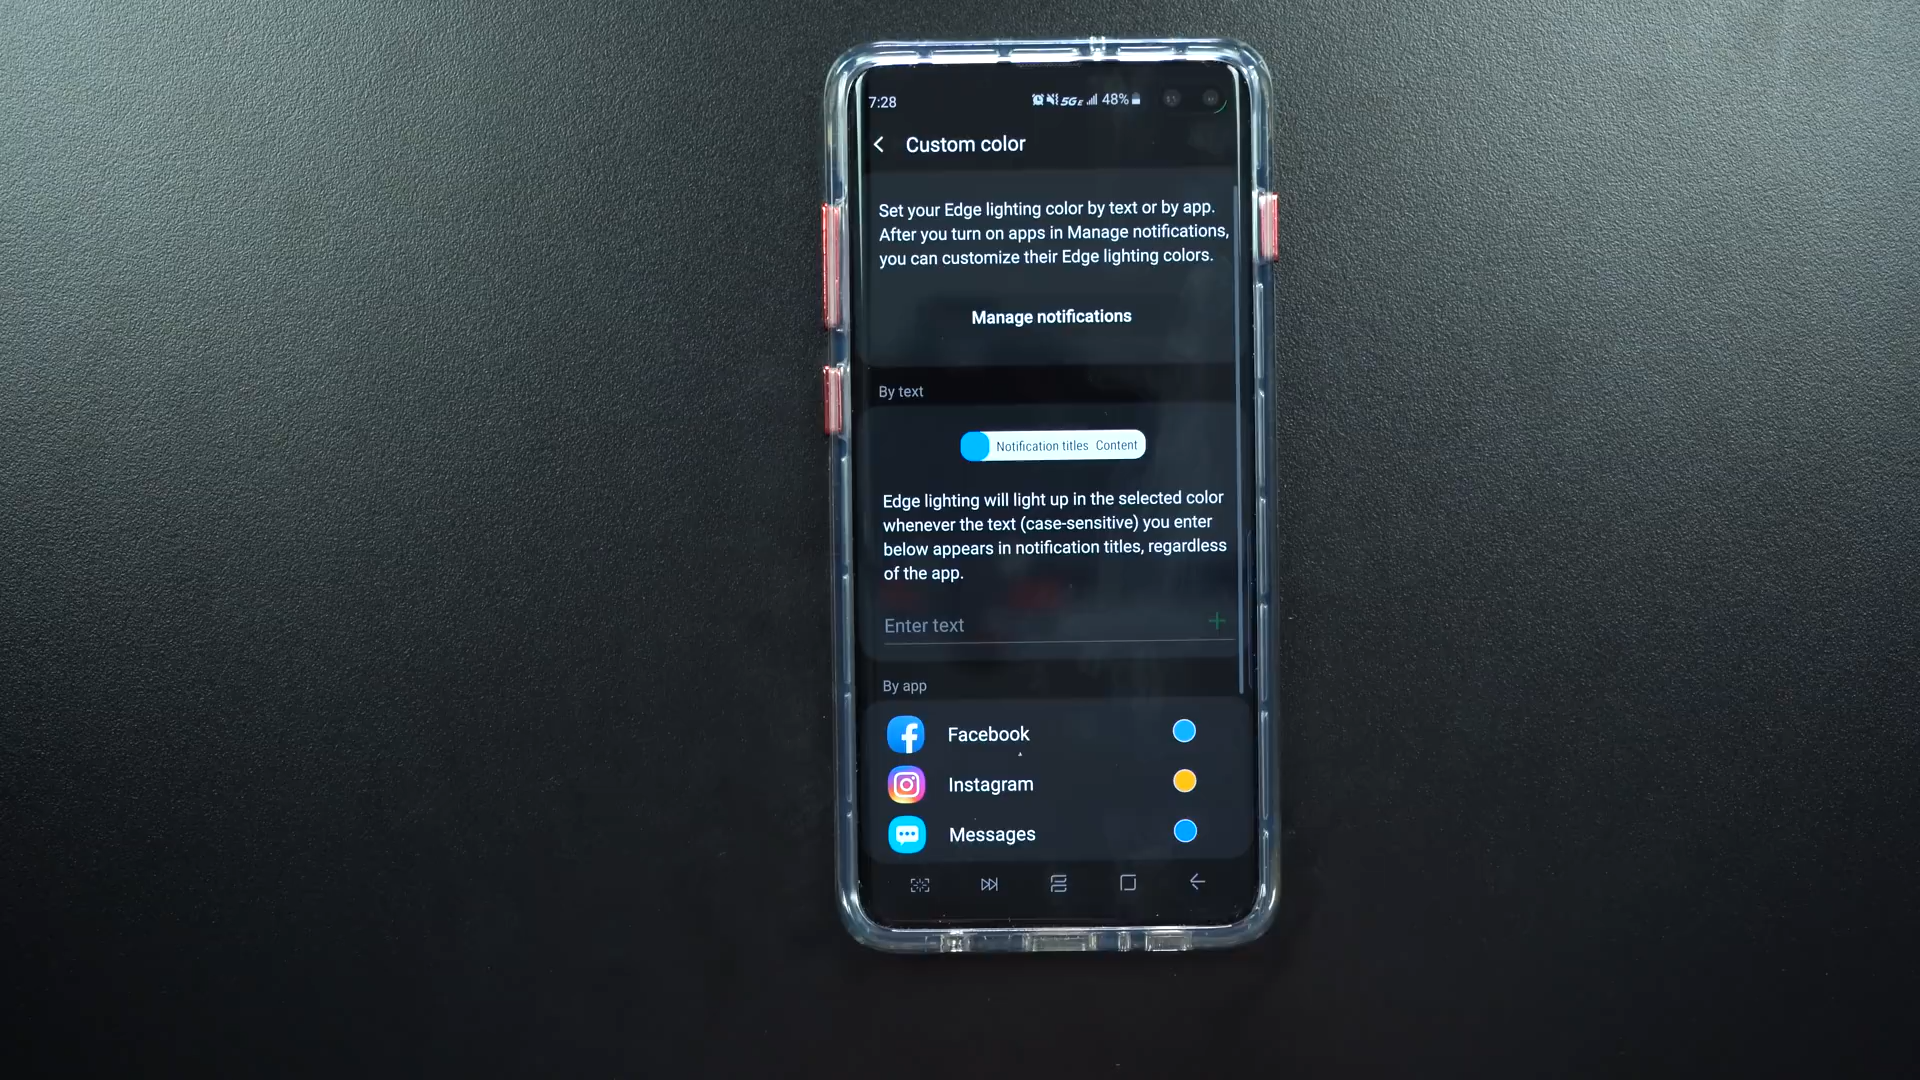 7:28
5GE 48%
Custom color
Set your Edge lighting color by text or by app.
After you turn on apps in Manage notifications,
you can customize their Edge lighting colors.
Manage notifications
By text
Notification titles Content
Edge lighting will light up in the selected color
whenever the text (case-sensitive) you enter
below appears in notification titles, regardless
of the app.
Enter text
By app
Facebook
Instagram
Messages